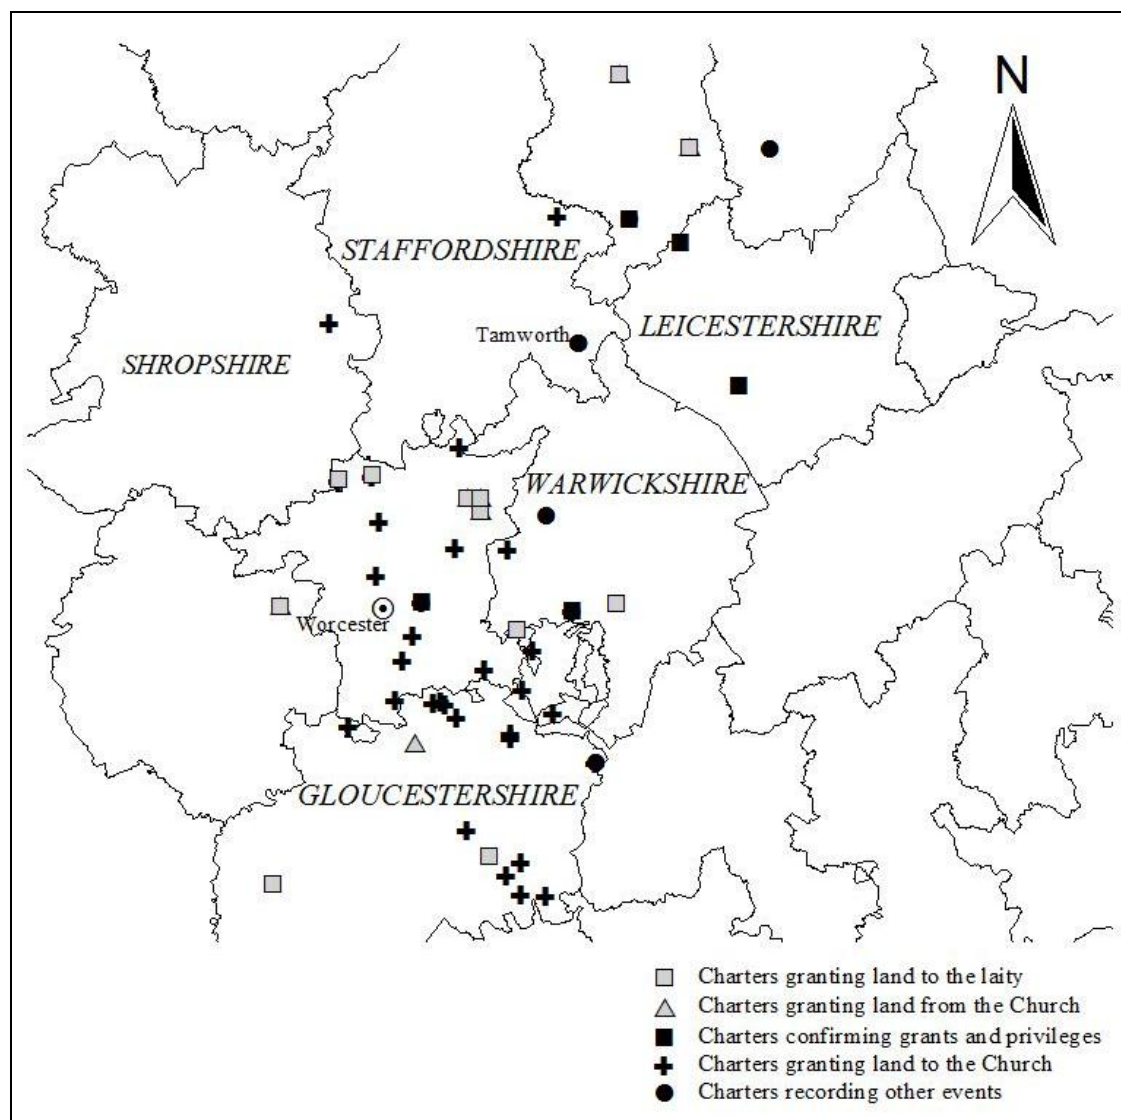 N
STAFFORDSHIRE
Tamworth
LEICESTERSHIRE
SHROPSHIRE
WARWICKSHIRE
Worcester
GLOUCESTERSHIRE
Charters granting land to the laity
Charters granting land from the Church
Charters confirming grants and privileges
Charters granting land to the Church
Charters recording other events